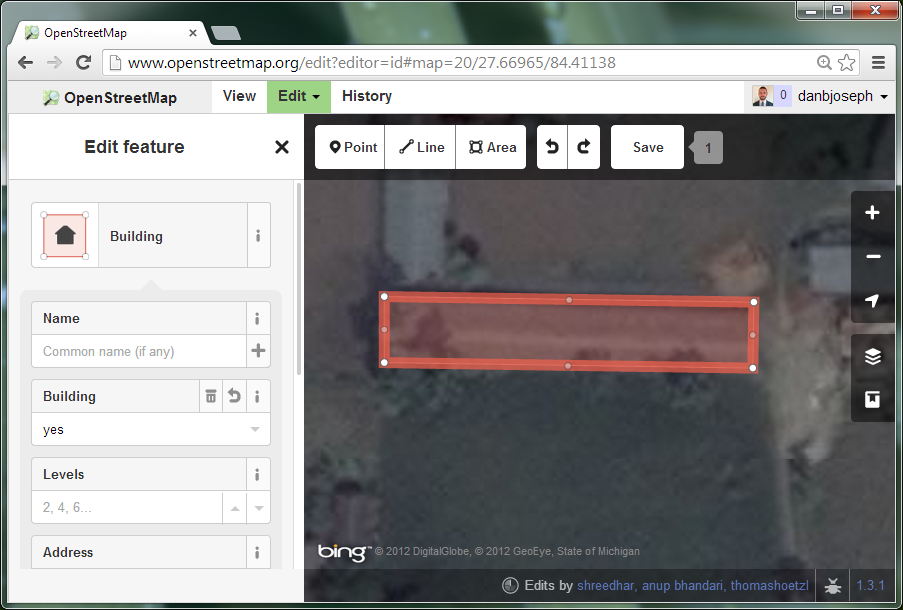 OpenStreetMap
www.openstreetmap.org/edit?editor=id#map=20/27.66965/84.41138
OpenStreetMap View Edit History 0 danbjoseph
Edit feature
Point Line Area Save 1
Building
Name
Common name (if any)
Building
yes
Levels
2, 4, 6...
Address
bing™ © 2012 DigitalGlobe, © 2012 GeoEye, State of Michigan
Edits by shreedhar, anup bhandari, thomashoetzl 1.3.1